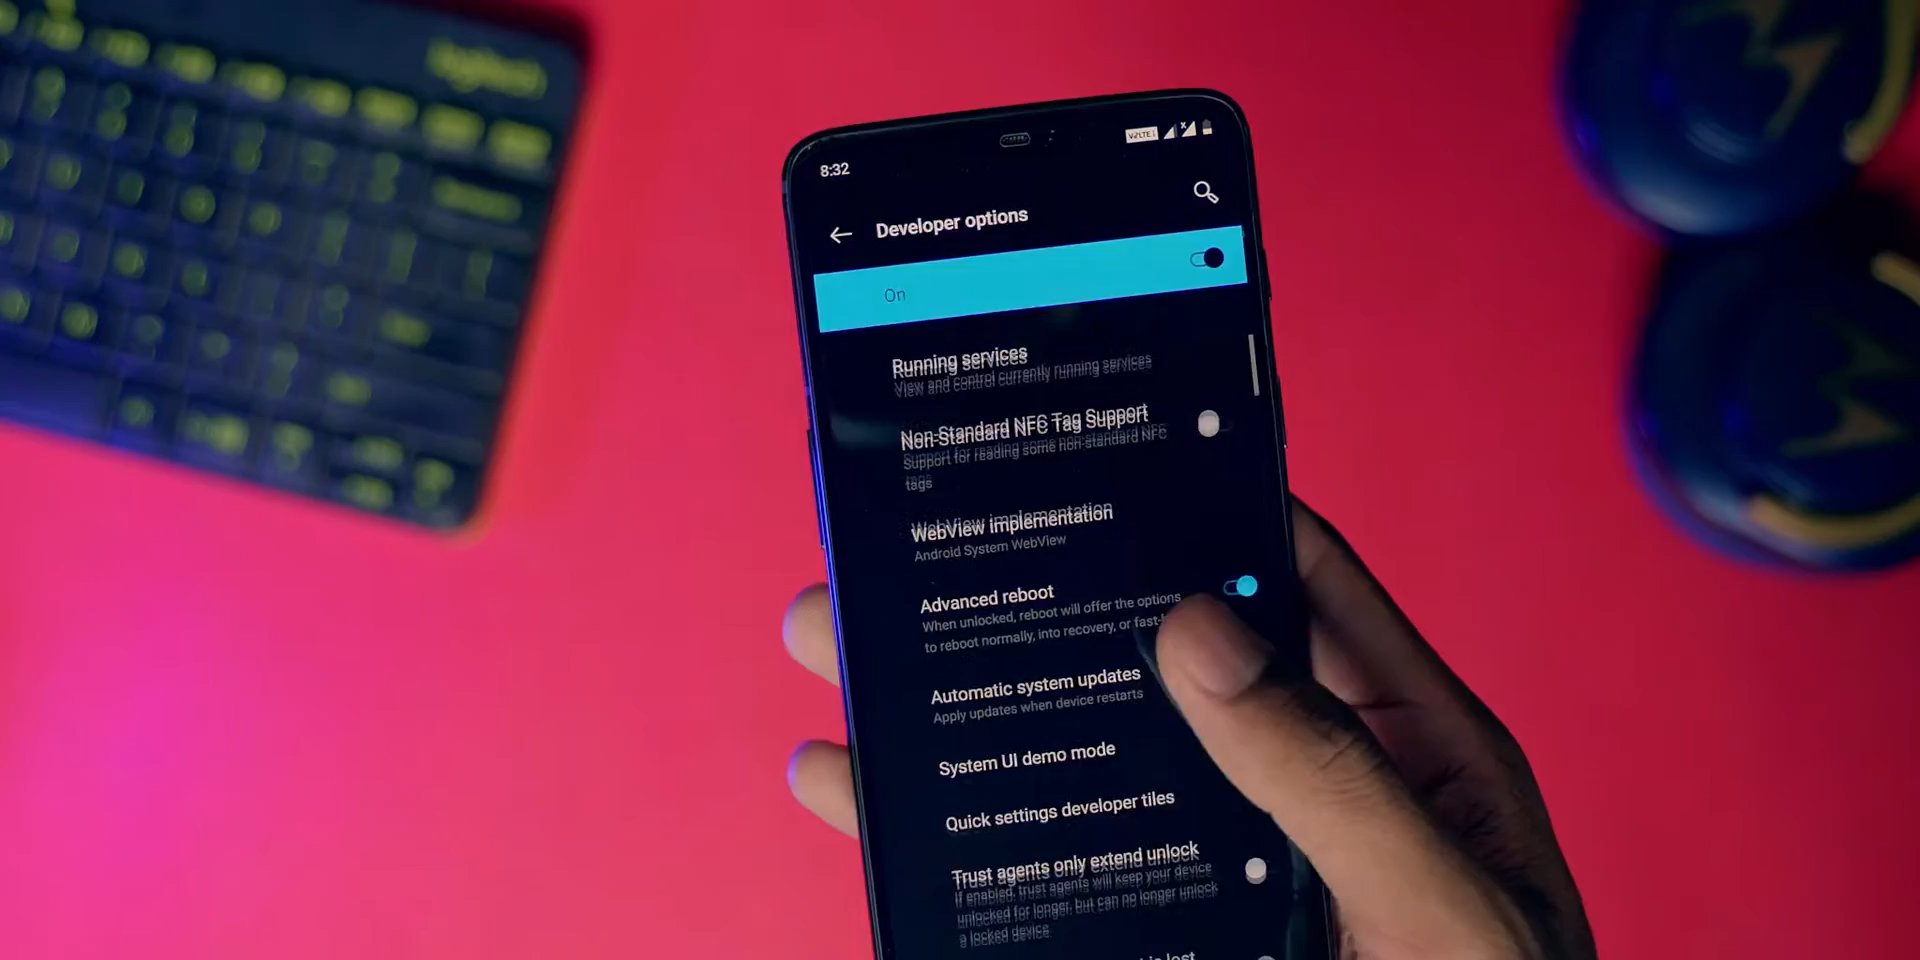 logitech
8:32
VoLTE1
Developer options
On
Running services
View and control currently running services
Non-Standard NFC Tag Support
Support for reading some non-standard NFC
tags
WebView implementation
Android System WebView
Advanced reboot
When unlocked, reboot will offer the options
to reboot normally, into recovery, or
Automatic system updates
Apply updates when device restarts
System UI demo mode
Quick settings developer tiles
Trust agents only extend unlock
If enabled, trust agents will keep your device
unlocked for longer, but can no longer unlock
a locked device.
is lost